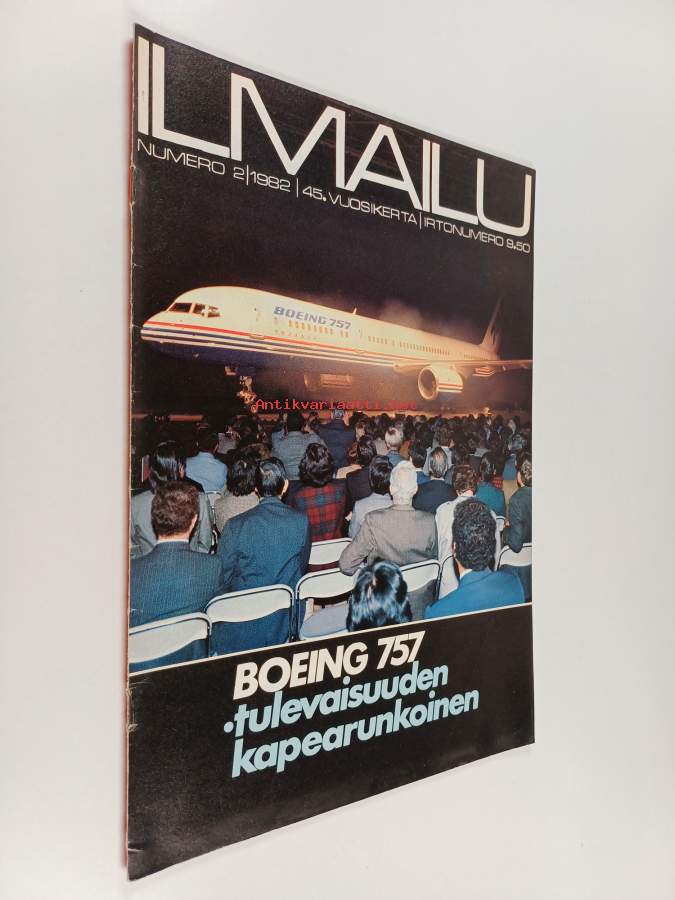 ILMAILU
NUMERO 2|1982 | 45. VUOSIKERTA | IRTONUMERO 9.50
BOEING 757
Antikvariaatti.net
BOEING 757
·tulevaisuuden
kapearunkoinen